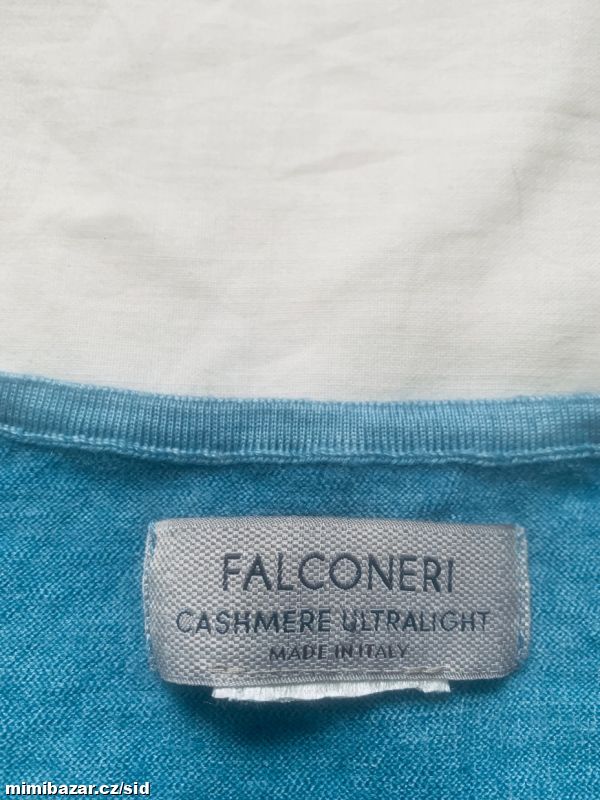 FALCONERI
CASHMERE ULTRALIGHT
MADE IN ITALY
mimibazar.cz/sid